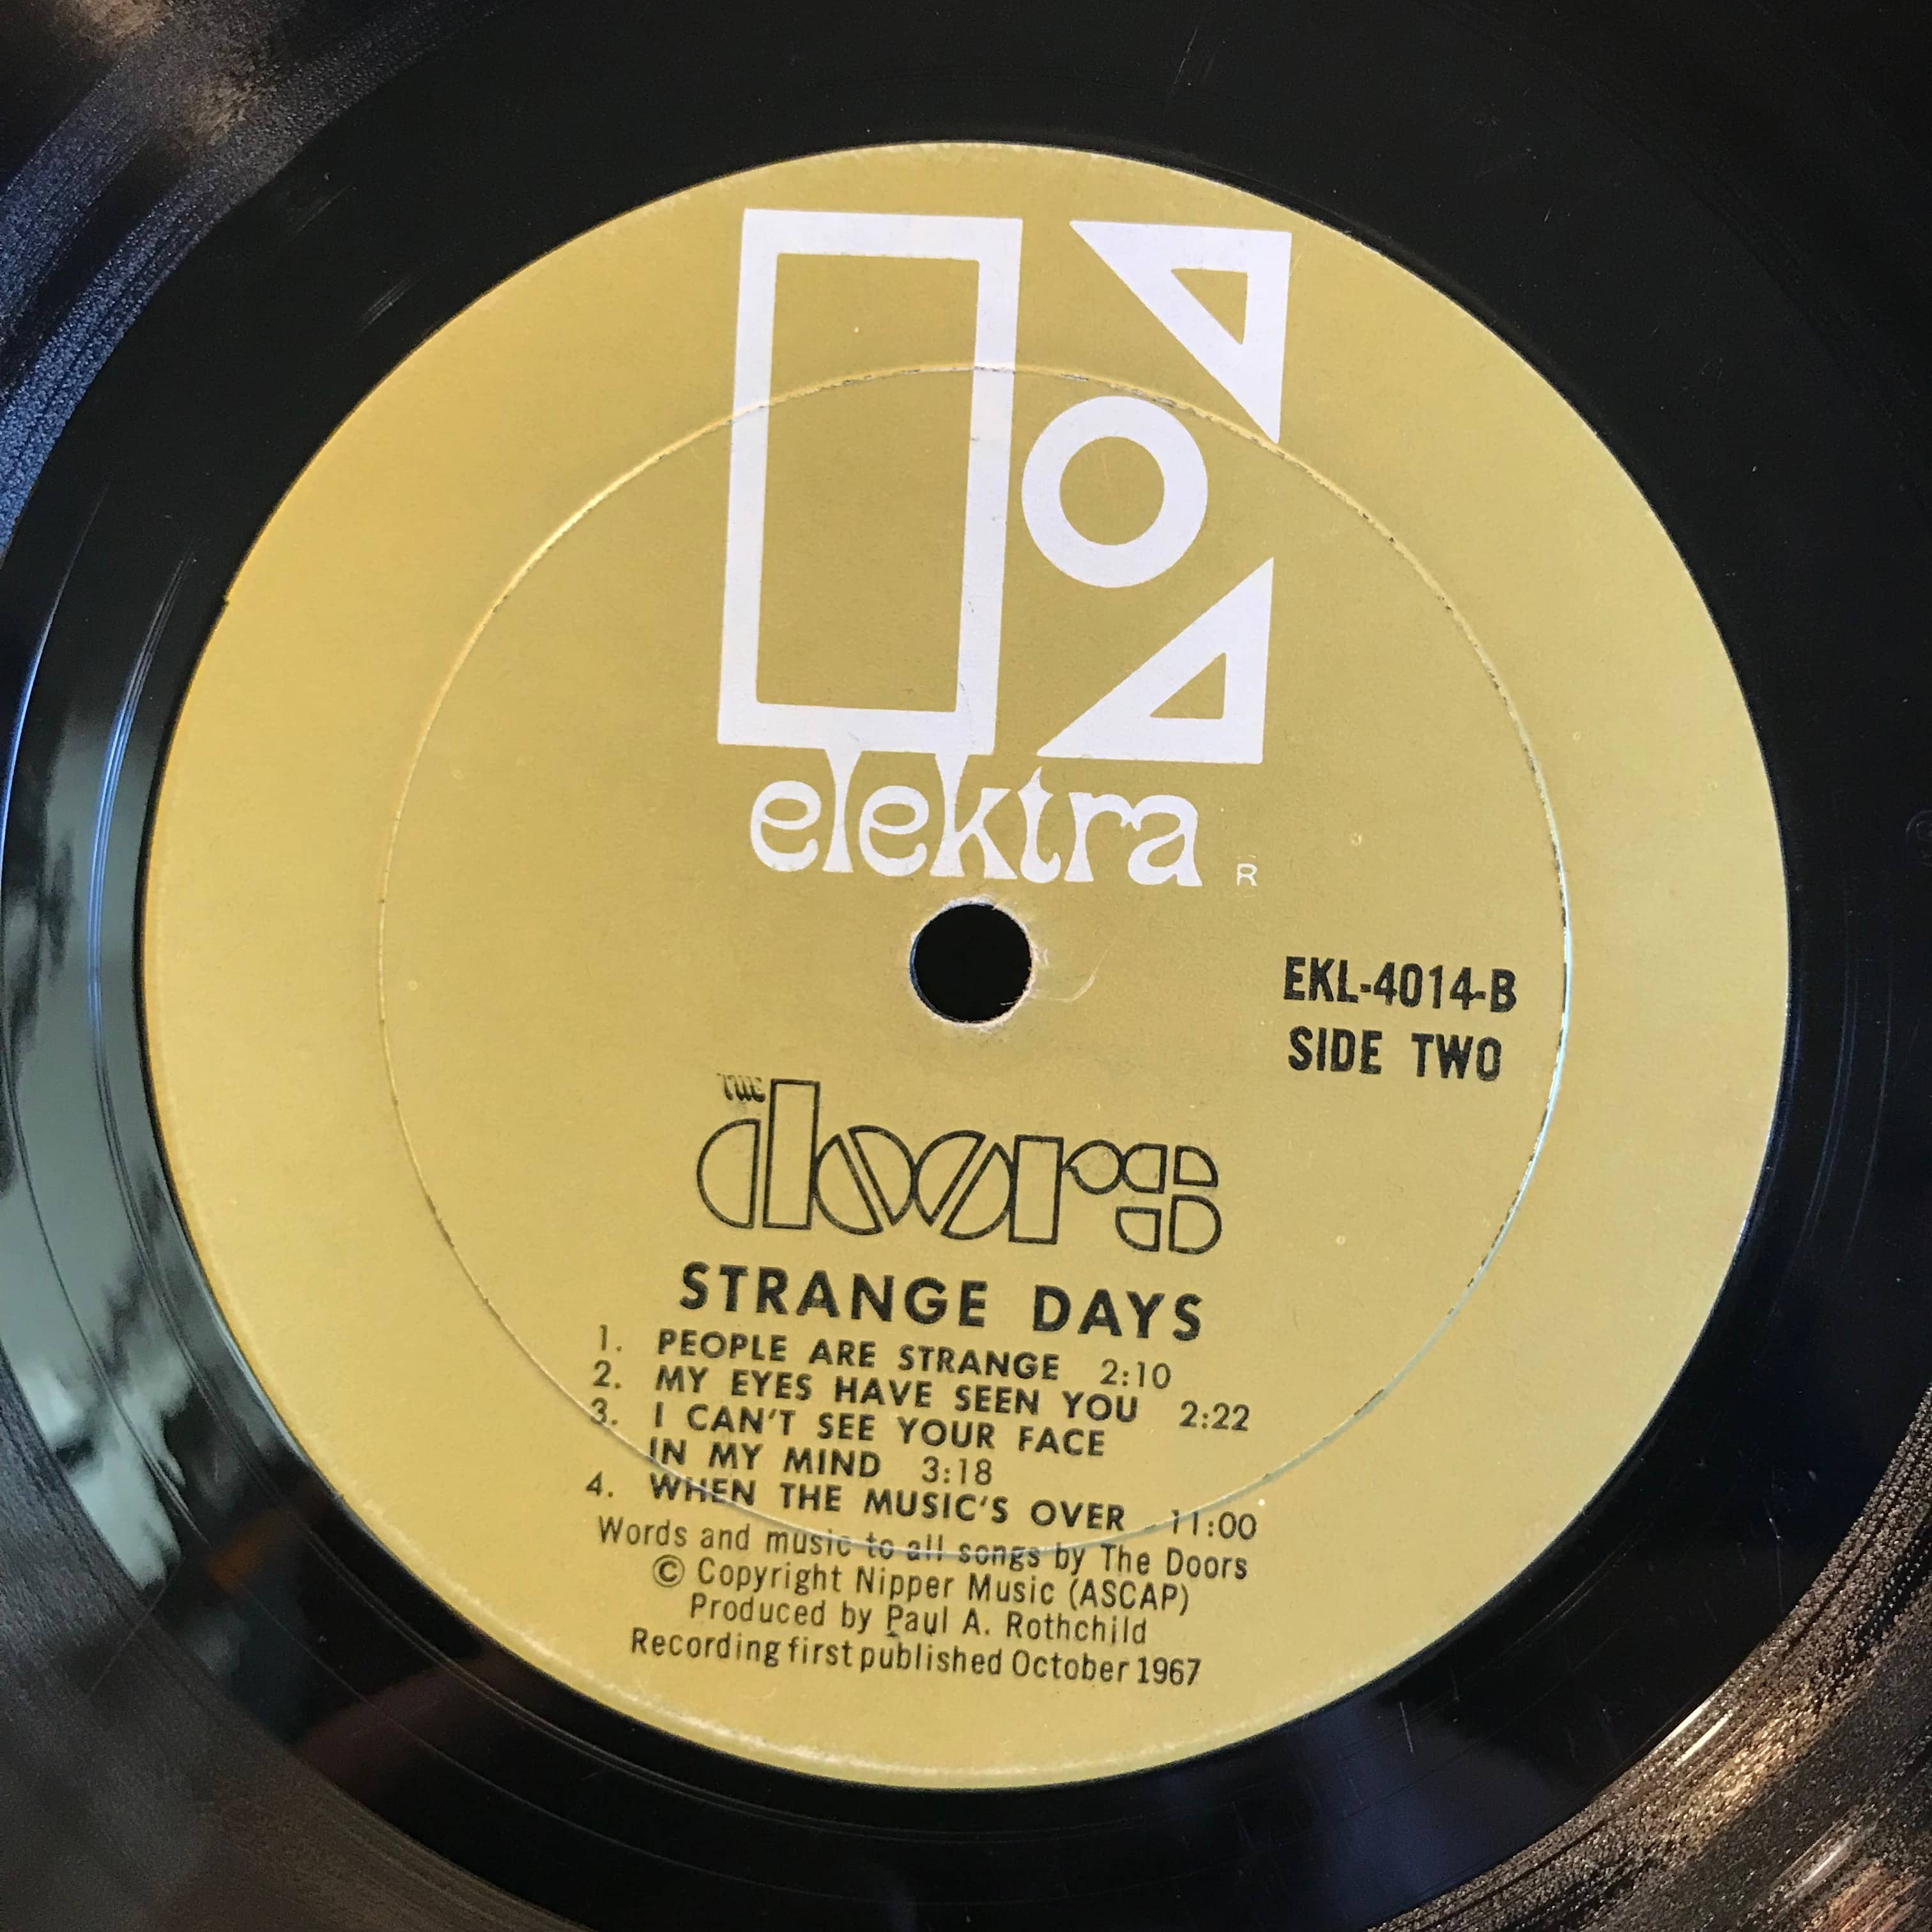 elektra R
EKL-4014-B
SIDE TWO
THE
doors
STRANGE DAYS
1. PEOPLE ARE STRANGE 2:10
2. MY EYES HAVE SEEN YOU 2:22
3. I CAN'T SEE YOUR FACE
IN MY MIND 3:18
4. WHEN THE MUSIC'S OVER - 11:00
Words and music to all songs by The Doors
© Copyright Nipper Music (ASCAP)
Produced by Paul A. Rothchild
Recording first published October 1967